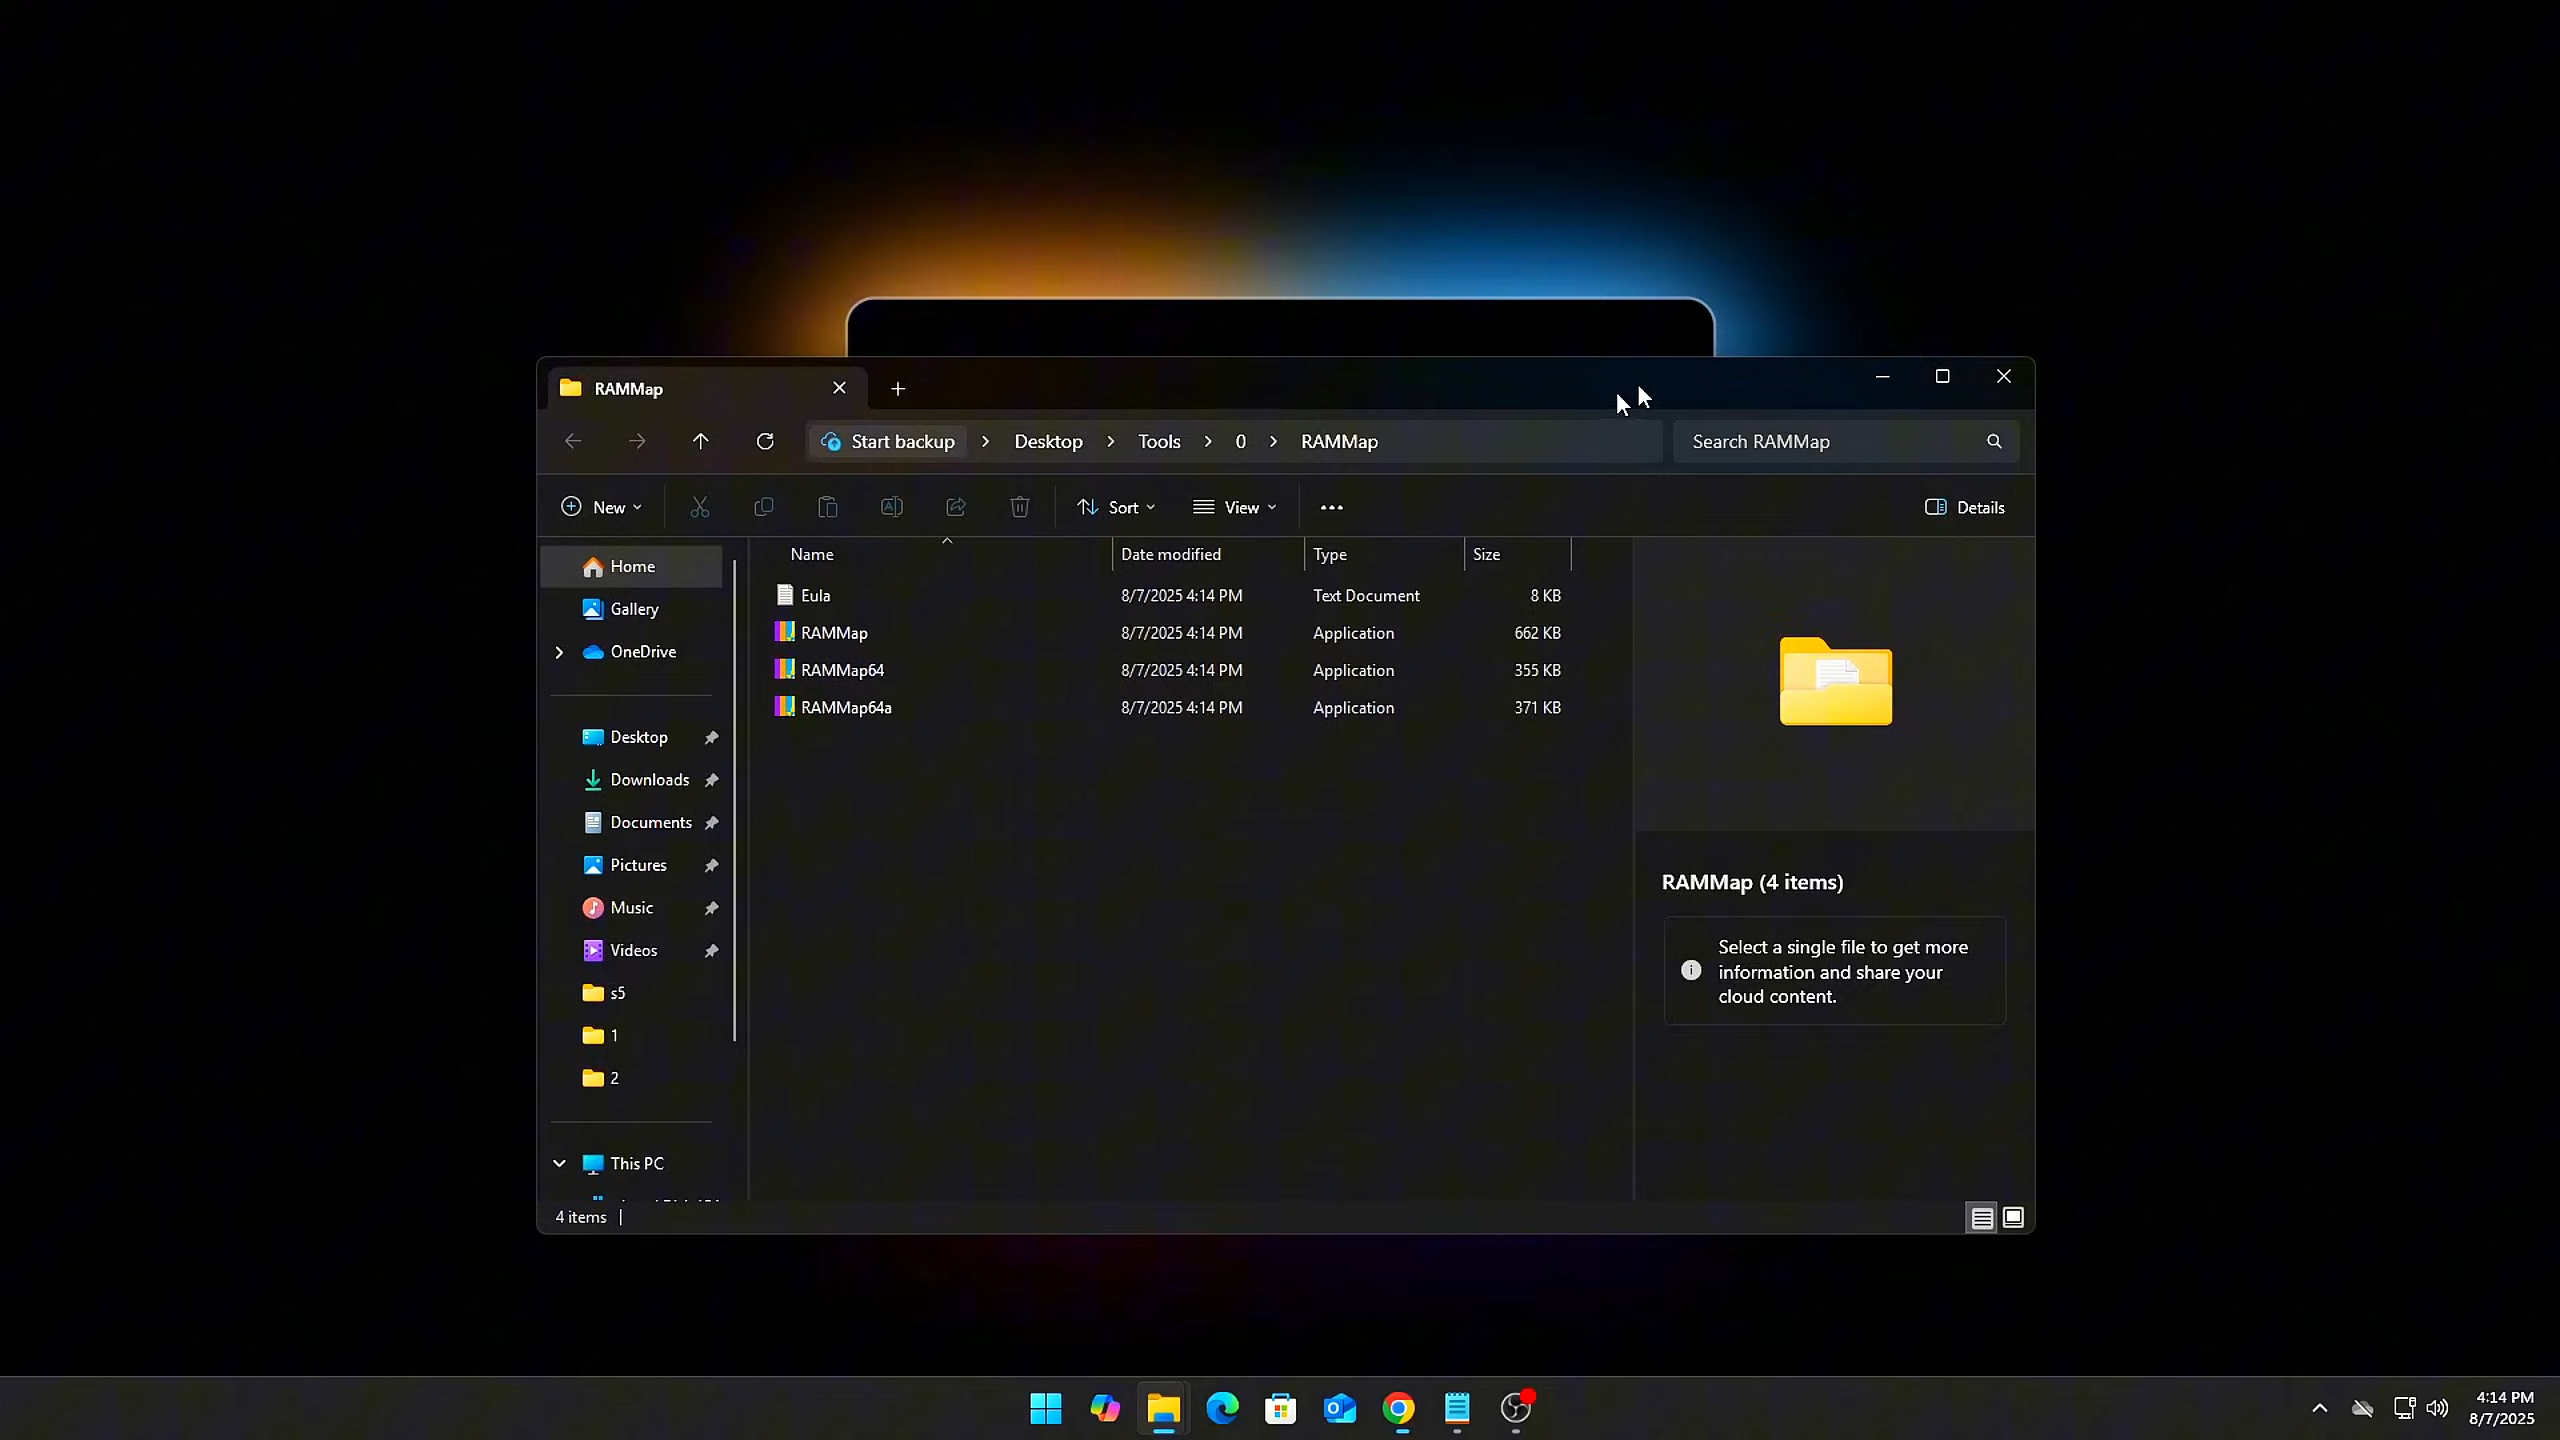 RAMMap
Start backup > Desktop > Tools > 0 > RAMMap
Search RAMMap
New
Sort
View
Details
Name Date modified Type Size
Eula 8/7/2025 4:14 PM Text Document 8 KB
RAMMap 8/7/2025 4:14 PM Application 662 KB
RAMMap64 8/7/2025 4:14 PM Application 355 KB
RAMMap64a 8/7/2025 4:14 PM Application 371 KB
Home
Gallery
OneDrive
Desktop
Downloads
Documents
Pictures
Music
Videos
s5
1
2
This PC
RAMMap (4 items)
Select a single file to get more
information and share your
cloud content.
4 items
4:14 PM
8/7/2025